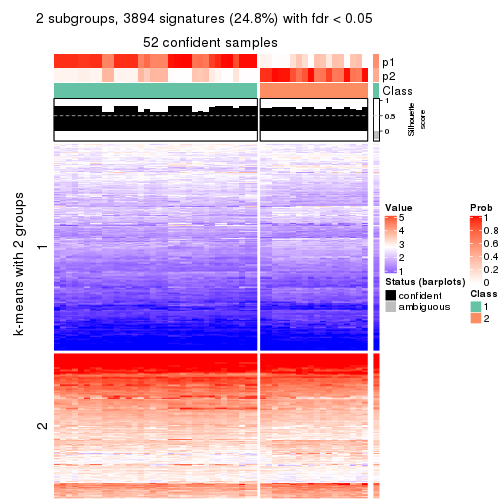 2 subgroups, 3894 signatures (24.8%) with fdr < 0.05
52 confident samples
p1
p2
Class
1
0.5
0
Silhouette
score
k-means with 2 groups
1
2
Value
5
4
3
2
1
Status (barplots)
confident
ambiguous
Prob
1
0.8
0.6
0.4
0.2
0
Class
1
2